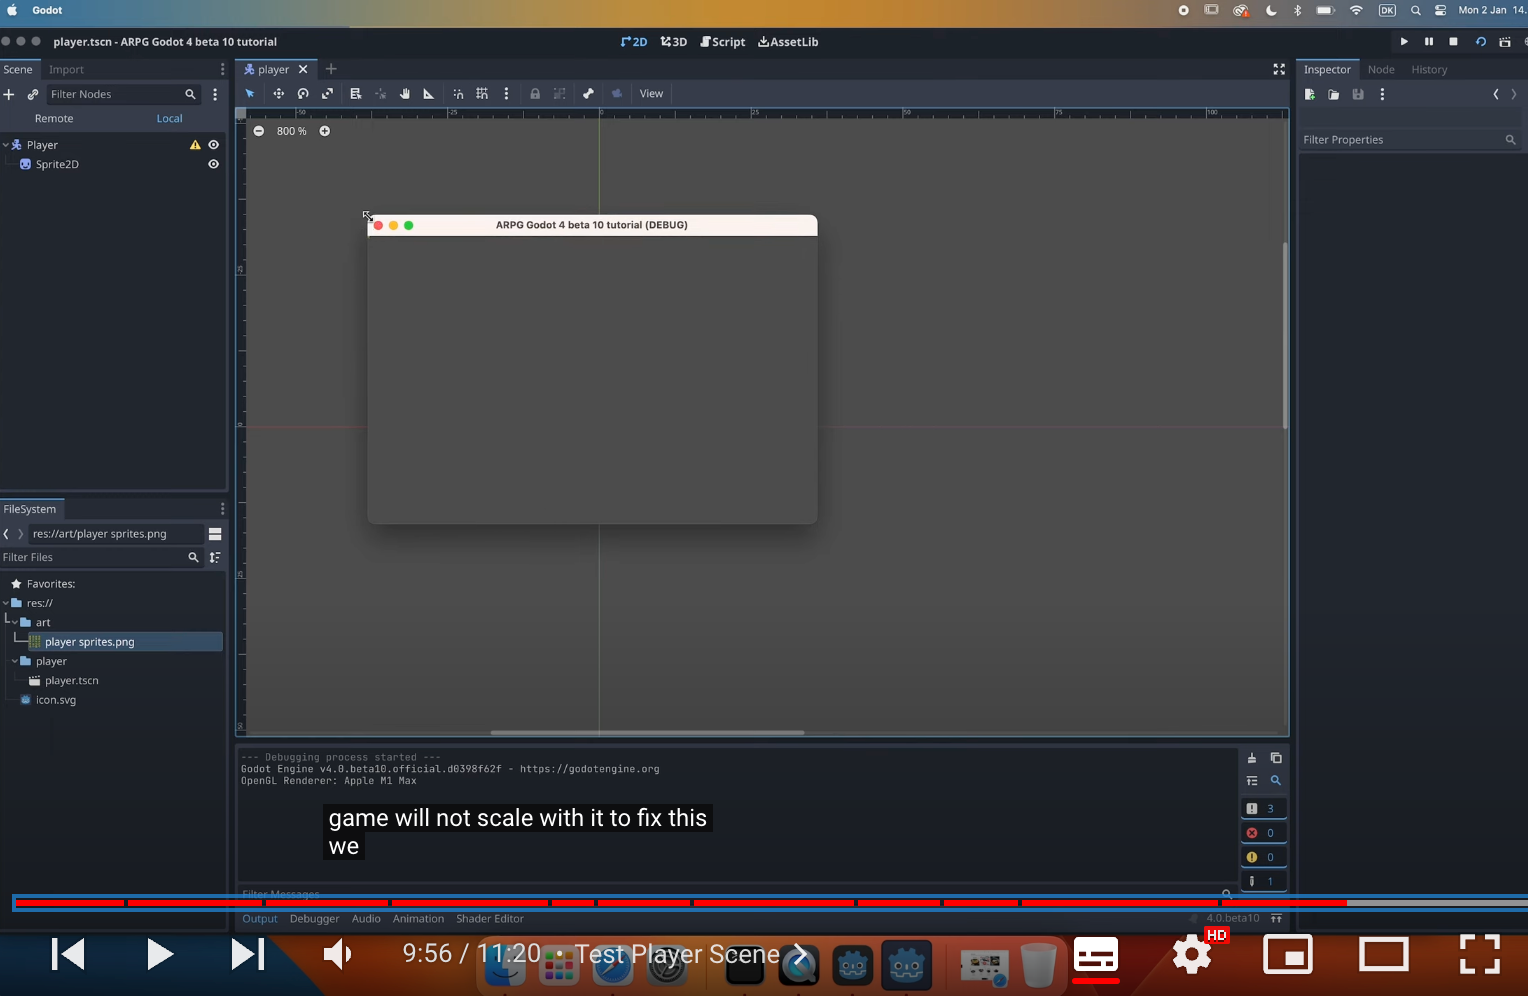 Godot
DK
Mon 2 Jan 14.
player.tscn - ARPG Godot 4 beta 10 tutorial
2D
3D
Script
AssetLib
Scene
Import
player
Inspector
Node
History
Filter Nodes
View
Remote
Local
800 %
Filter Properties
Player
Sprite2D
ARPG Godot 4 beta 10 tutorial (DEBUG)
FileSystem
res://art/player sprites.png
Filter Files
Favorites:
res://
art
player sprites.png
player
player.tscn
icon.svg
--- Debugging process started ---
Godot Engine v4.0.beta10.official.d0398f62f - https://godotengine.org
OpenGL Renderer: Apple M1 Max
3
0
0
1
game will not scale with it to fix this
we
Filter Messages
Output
Debugger
Audio
Animation
Shader Editor
4.0.beta10
9:56 / 11:20 • Test Player Scene
HD